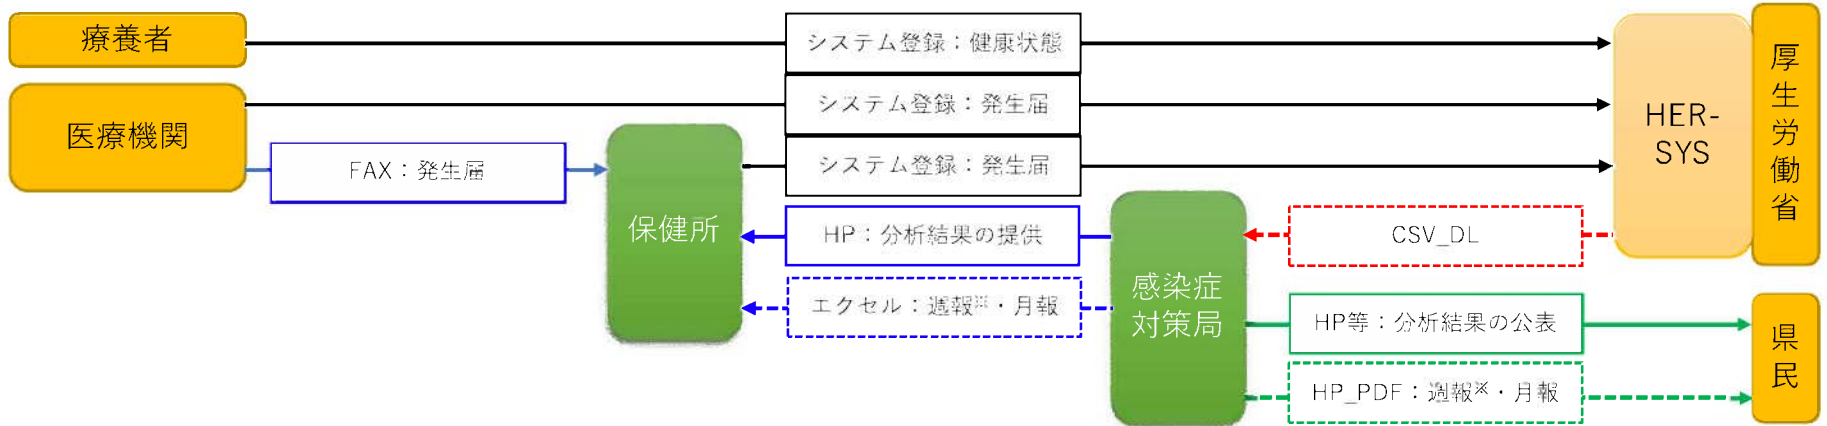 療養者
システム登録：健康状態
医療機関
システム登録：発生届
FAX：発生届
システム登録：発生届
保健所
HP：分析結果の提供
エクセル：週報※・月報
感染症
対策局
CSV_DL
HP等：分析結果の公表
HP_PDF：週報※・月報
HER-
SYS
厚生労働省
県民